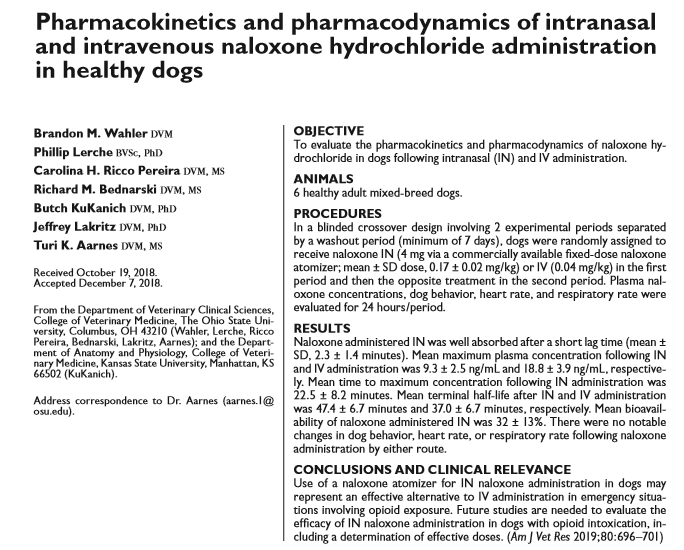 Pharmacokinetics and pharmacodynamics of intranasal
and intravenous naloxone hydrochloride administration
in healthy dogs
Brandon M. Wahler DVM
Phillip Lerche BVSc, PhD
Carolina H. Ricco Pereira DVM, MS
Richard M. Bednarski DVM, MS
Butch KuKanich DVM, PhD
Jeffrey Lakritz DVM, PhD
Turi K. Aarnes DVM, MS
Received October 19, 2018.
Accepted December 7, 2018.
From the Department of Veterinary Clinical Sciences,
College of Veterinary Medicine, The Ohio State Uni-
versity, Columbus, OH 43210 (Wahler, Lerche, Ricco
Pereira, Bednarski, Lakritz, Aarnes); and the Depart-
ment of Anatomy and Physiology, College of Veteri-
nary Medicine, Kansas State University, Manhattan, KS
66502 (KuKanich).
Address correspondence to Dr. Aarnes (aarnes.1@
osu.edu).
OBJECTIVE
To evaluate the pharmacokinetics and pharmacodynamics of naloxone hy-
drochloride in dogs following intranasal (IN) and IV administration.
ANIMALS
6 healthy adult mixed-breed dogs.
PROCEDURES
In a blinded crossover design involving 2 experimental periods separated
by a washout period (minimum of 7 days), dogs were randomly assigned to
receive naloxone IN (4 mg via a commercially available fixed-dose naloxone
atomizer; mean ± SD dose, 0.17 ± 0.02 mg/kg) or IV (0.04 mg/kg) in the first
period and then the opposite treatment in the second period. Plasma nal-
oxone concentrations, dog behavior, heart rate, and respiratory rate were
evaluated for 24 hours/period.
RESULTS
Naloxone administered IN was well absorbed after a short lag time (mean ±
SD, 2.3 ± 1.4 minutes). Mean maximum plasma concentration following IN
and IV administration was 9.3 ± 2.5 ng/mL and 18.8 ± 3.9 ng/mL, respective-
ly. Mean time to maximum concentration following IN administration was
22.5 ± 8.2 minutes. Mean terminal half-life after IN and IV administration
was 47.4 ± 6.7 minutes and 37.0 ± 6.7 minutes, respectively. Mean bioavail-
ability of naloxone administered IN was 32 ± 13%. There were no notable
changes in dog behavior, heart rate, or respiratory rate following naloxone
administration by either route.
CONCLUSIONS AND CLINICAL RELEVANCE
Use of a naloxone atomizer for IN naloxone administration in dogs may
represent an effective alternative to IV administration in emergency situa-
tions involving opioid exposure. Future studies are needed to evaluate the
efficacy of IN naloxone administration in dogs with opioid intoxication, in-
cluding a determination of effective doses. (Am J Vet Res 2019;80:696–701)